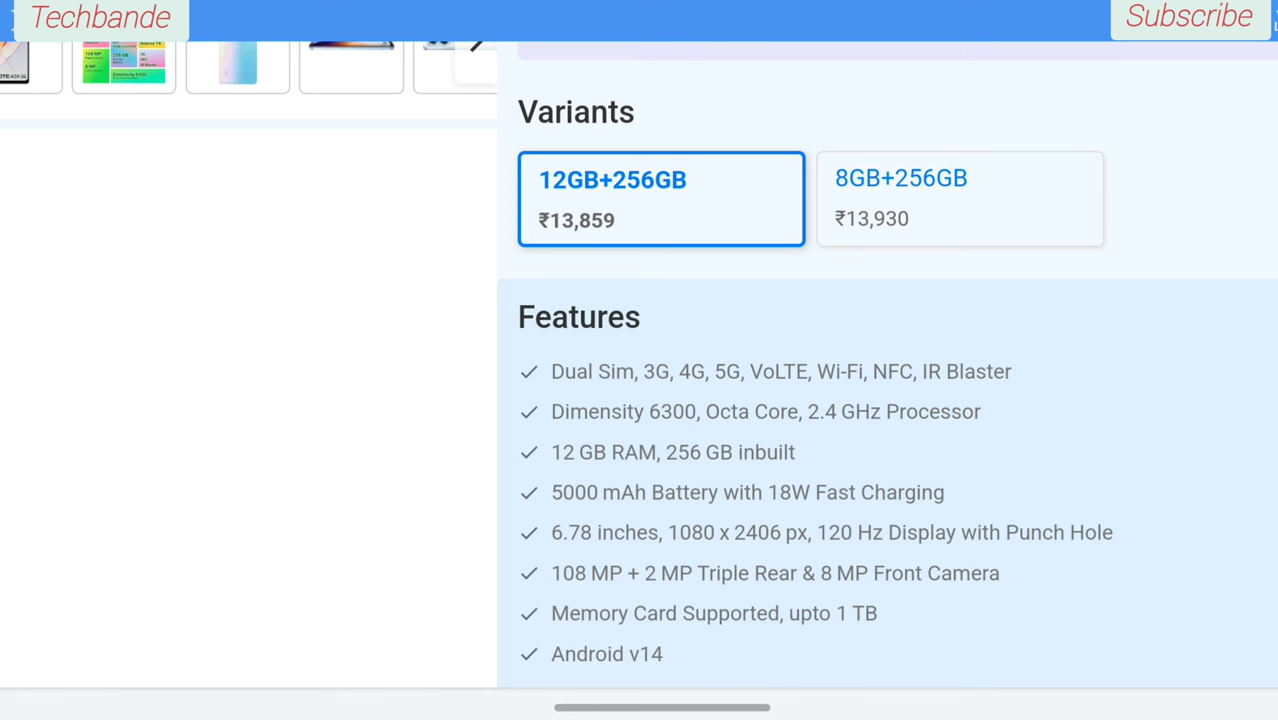 Techbande
Subscribe
Variants
12GB+256GB
₹13,859
8GB+256GB
₹13,930
Features
Dual Sim, 3G, 4G, 5G, VoLTE, Wi-Fi, NFC, IR Blaster
Dimensity 6300, Octa Core, 2.4 GHz Processor
12 GB RAM, 256 GB inbuilt
5000 mAh Battery with 18W Fast Charging
6.78 inches, 1080 x 2406 px, 120 Hz Display with Punch Hole
108 MP + 2 MP Triple Rear & 8 MP Front Camera
Memory Card Supported, upto 1 TB
Android v14